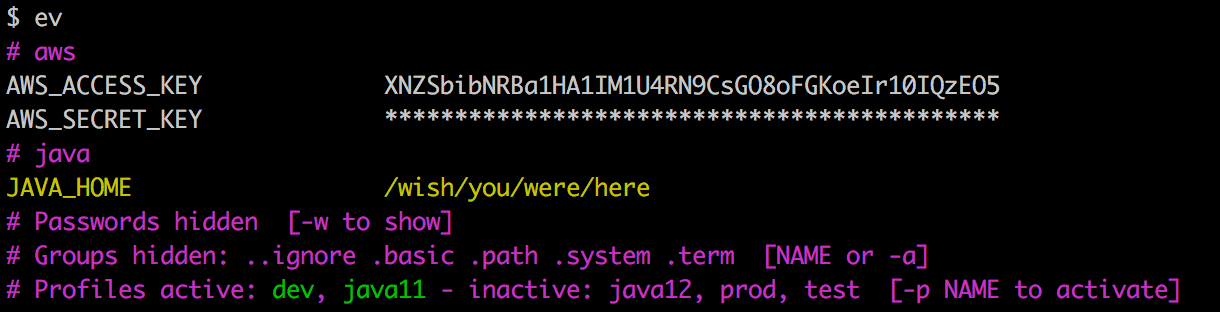 $ ev
# aws
AWS_ACCESS_KEY XNZSbibNRBa1HA1IM1U4RN9CsGO8oFGKoeIr10IQzEO5
AWS_SECRET_KEY ********************************************
# java
JAVA_HOME /wish/you/were/here
# Passwords hidden [-w to show]
# Groups hidden: ..ignore .basic .path .system .term [NAME or -a]
# Profiles active: dev, java11 - inactive: java12, prod, test [-p NAME to activate]